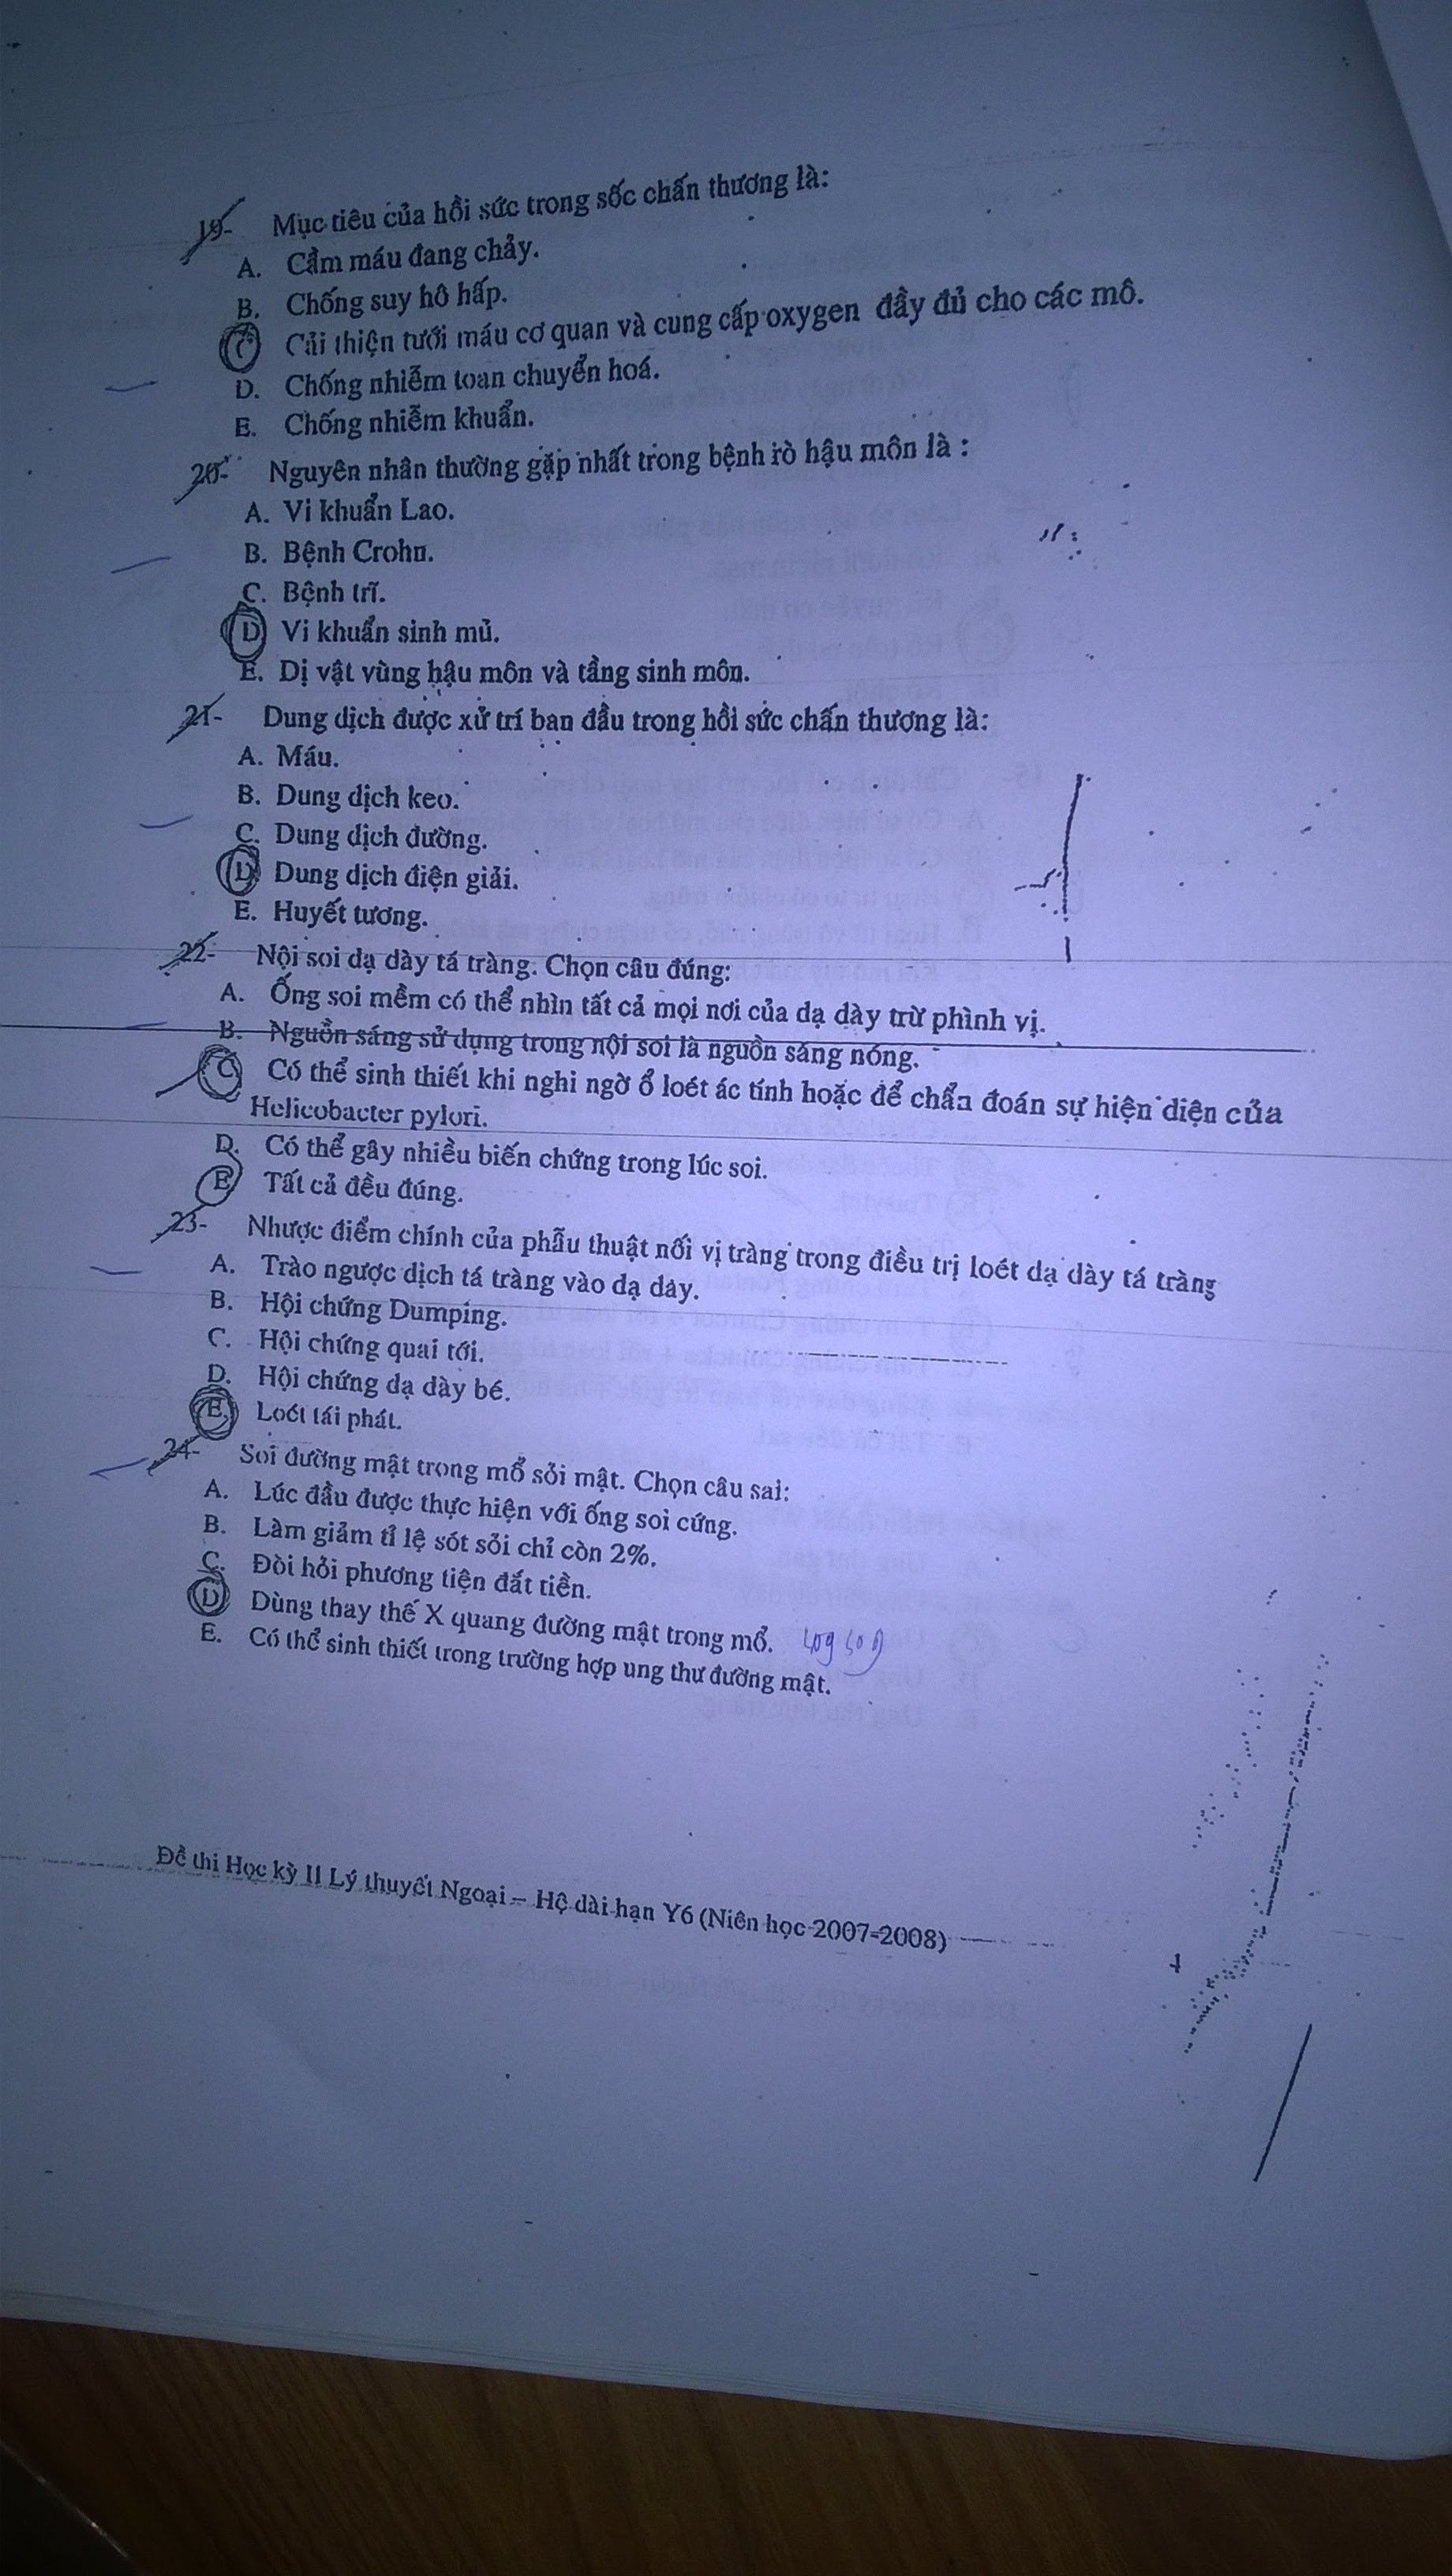 19- Mục tiêu của hồi sức trong sốc chấn thương là:
A. Cầm máu đang chảy.
B. Chống suy hô hấp.
C Cải thiện tưới máu cơ quan và cung cấp oxygen đầy đủ cho các mô.
D. Chống nhiễm toan chuyển hoá.
E. Chống nhiễm khuẩn.
20- Nguyên nhân thường gặp nhất trong bệnh rò hậu môn là :
A. Vi khuẩn Lao.
B. Bệnh Crohn.
C. Bệnh trĩ.
D Vi khuẩn sinh mủ.
E. Dị vật vùng hậu môn và tầng sinh môn.
21- Dung dịch được xử trí ban đầu trong hồi sức chấn thương là:
A. Máu.
B. Dung dịch keo.
C. Dung dịch đường.
D. Dung dịch điện giải.
E. Huyết tương.
22- Nội soi dạ dày tá tràng. Chọn câu đúng:
A. Ống soi mềm có thể nhìn tất cả mọi nơi của dạ dày trừ phình vị.
B. Nguồn sáng sử dụng trong nội soi là nguồn sáng nóng.
C Có thể sinh thiết khi nghi ngờ ổ loét ác tính hoặc để chẩn đoán sự hiện diện của
Helicobacter pylori.
D. Có thể gây nhiều biến chứng trong lúc soi.
E Tất cả đều đúng.
23- Nhược điểm chính của phẫu thuật nối vị tràng trong điều trị loét dạ dày tá tràng
A. Trào ngược dịch tá tràng vào dạ dày.
B. Hội chứng Dumping.
C. Hội chứng quai tới.
D. Hội chứng dạ dày bé.
E. Loét tái phát.
24- Soi đường mật trong mổ sỏi mật. Chọn câu sai:
A. Lúc đầu được thực hiện với ống soi cứng.
B. Làm giảm tỉ lệ sót sỏi chỉ còn 2%.
C. Đòi hỏi phương tiện đắt tiền.
D Dùng thay thế X quang đường mật trong mổ.
E. Có thể sinh thiết trong trường hợp ung thư đường mật.
Đề thi Học kỳ II Lý thuyết Ngoại – Hệ dài hạn Y6 (Niên học 2007-2008)